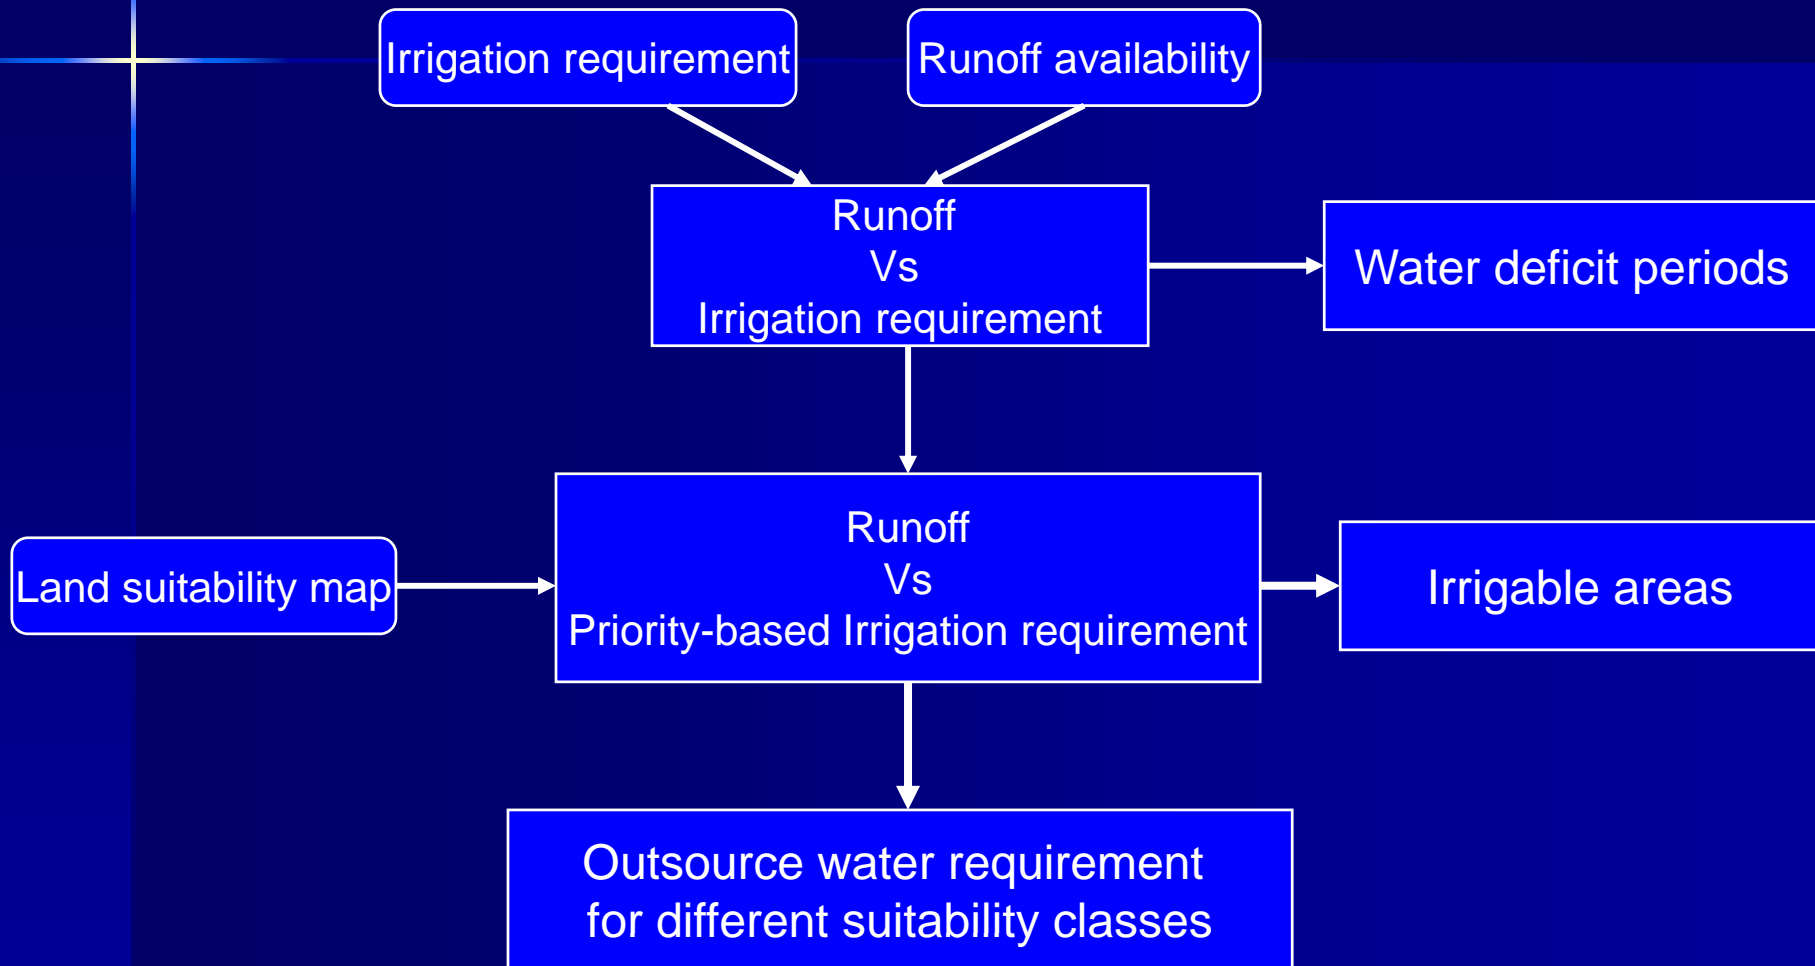 Irrigation requirement
Runoff availability
Runoff
Vs
Irrigation requirement
Water deficit periods
Land suitability map
Runoff
Vs
Priority-based Irrigation requirement
Irrigable areas
Outsource water requirement
for different suitability classes